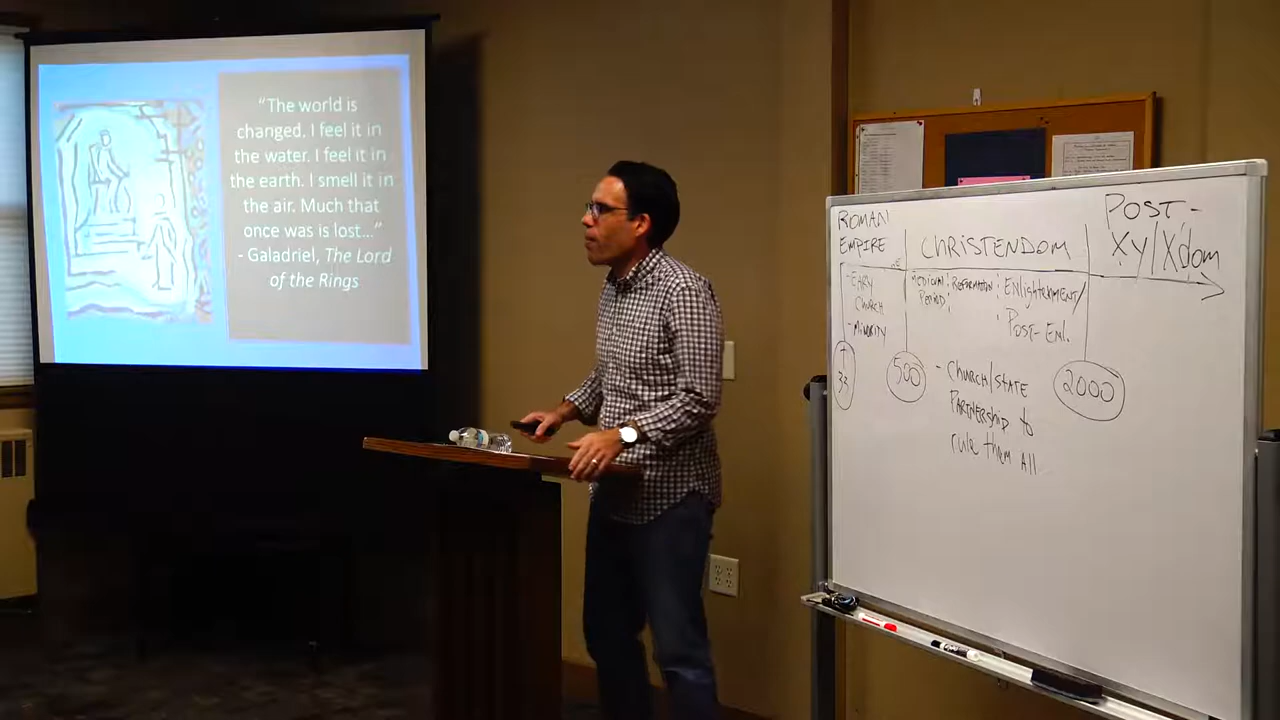 “The world is
changed. I feel it in
the water. I feel it in
the earth. I smell it in
the air. Much that
once was is lost...”
- Galadriel, The Lord
of the Rings
ROMAN
EMPIRE
CHRISTENDOM
POST-
Xy/X'dom
- EARY
CHURCH
- MINORITY
MEDIEVAL
PERIOD
REFORMATION
ENlIGHTENMENT/
POST-ENL.
33
500
2000
- CHURCH/STATE
PARTNERSHIP to
rule them All